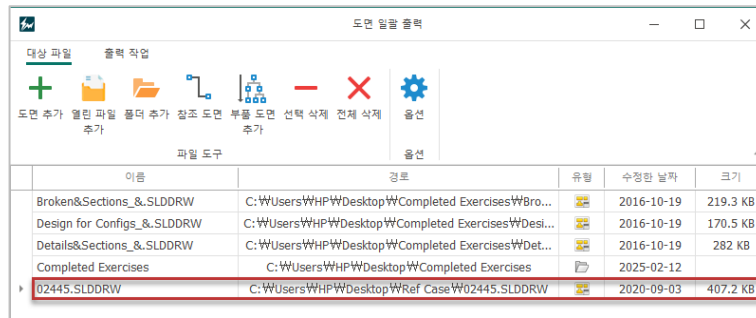 도면 일괄 출력
대상 파일 출력 작업
도면 추가 열린 파일 추가 폴더 추가 참조 도면 부품 도면 추가 선택 삭제 전체 삭제 옵션
파일 도구 옵션
이름 경로 유형 수정한 날짜 크기
Broken&Sections_&.SLDDRW C:₩Users₩HP₩Desktop₩Completed Exercises₩Bro... 2016-10-19 219.3 KB
Design for Configs_&.SLDDRW C:₩Users₩HP₩Desktop₩Completed Exercises₩Desi... 2016-10-19 170.5 KB
Details&Sections_&.SLDDRW C:₩Users₩HP₩Desktop₩Completed Exercises₩Det... 2016-10-19 282 KB
Completed Exercises C:₩Users₩HP₩Desktop₩Completed Exercises 2025-02-12
02445.SLDDRW C:₩Users₩HP₩Desktop₩Ref Case₩02445.SLDDRW 2020-09-03 407.2 KB